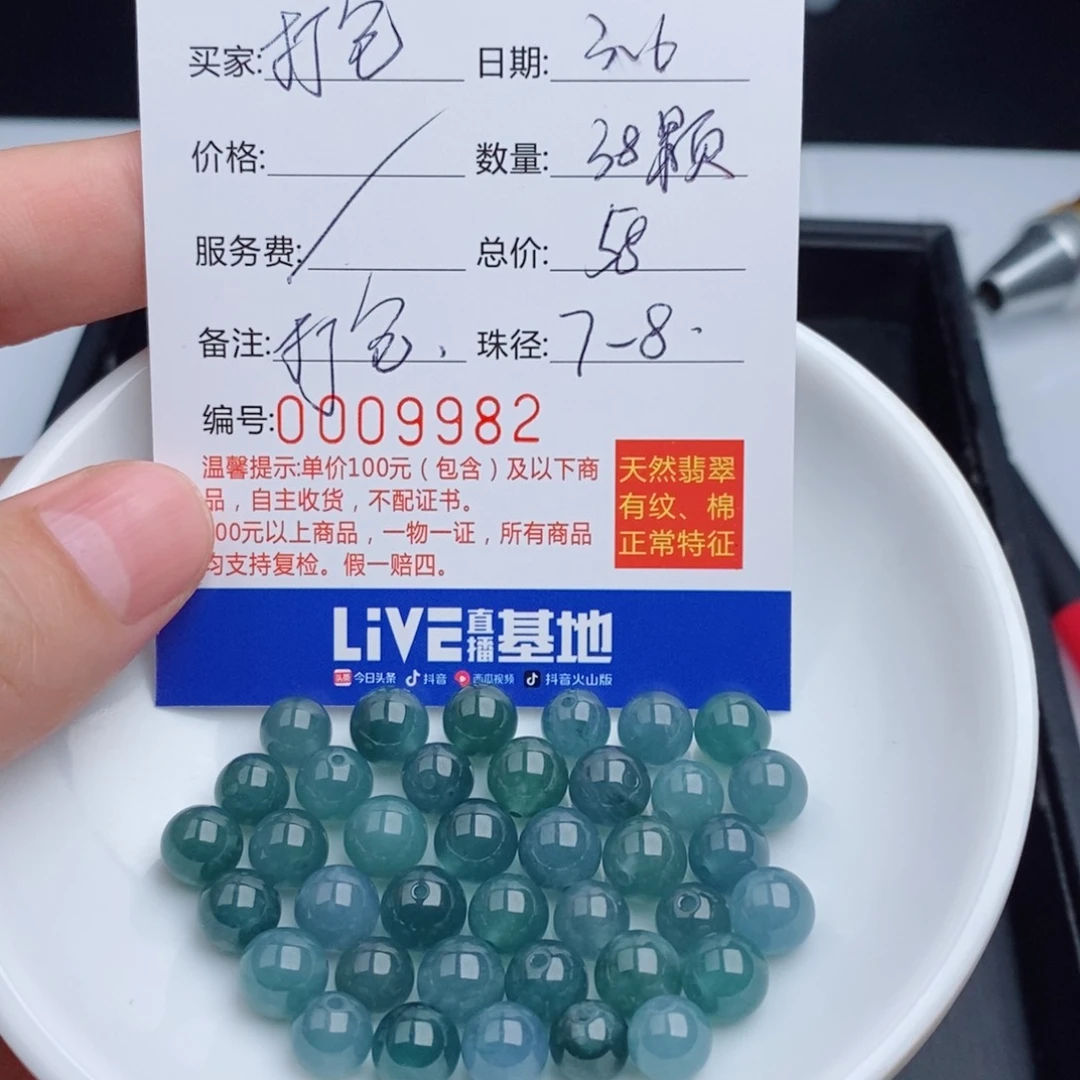 买家:打包 日期: 3.6
价格: 数量: 38颗
服务费: 总价: 58
备注:打包. 珠径: 7-8.
编号:0009982
温馨提示:单价100元（包含）及以下商
品，自主收货，不配证书。
00元以上商品，一物一证，所有商品
均支持复检。假一赔四。
天然翡翠
有纹、棉
正常特征
LiVE直播基地
头条 今日头条 抖音 西瓜视频 抖音火山版